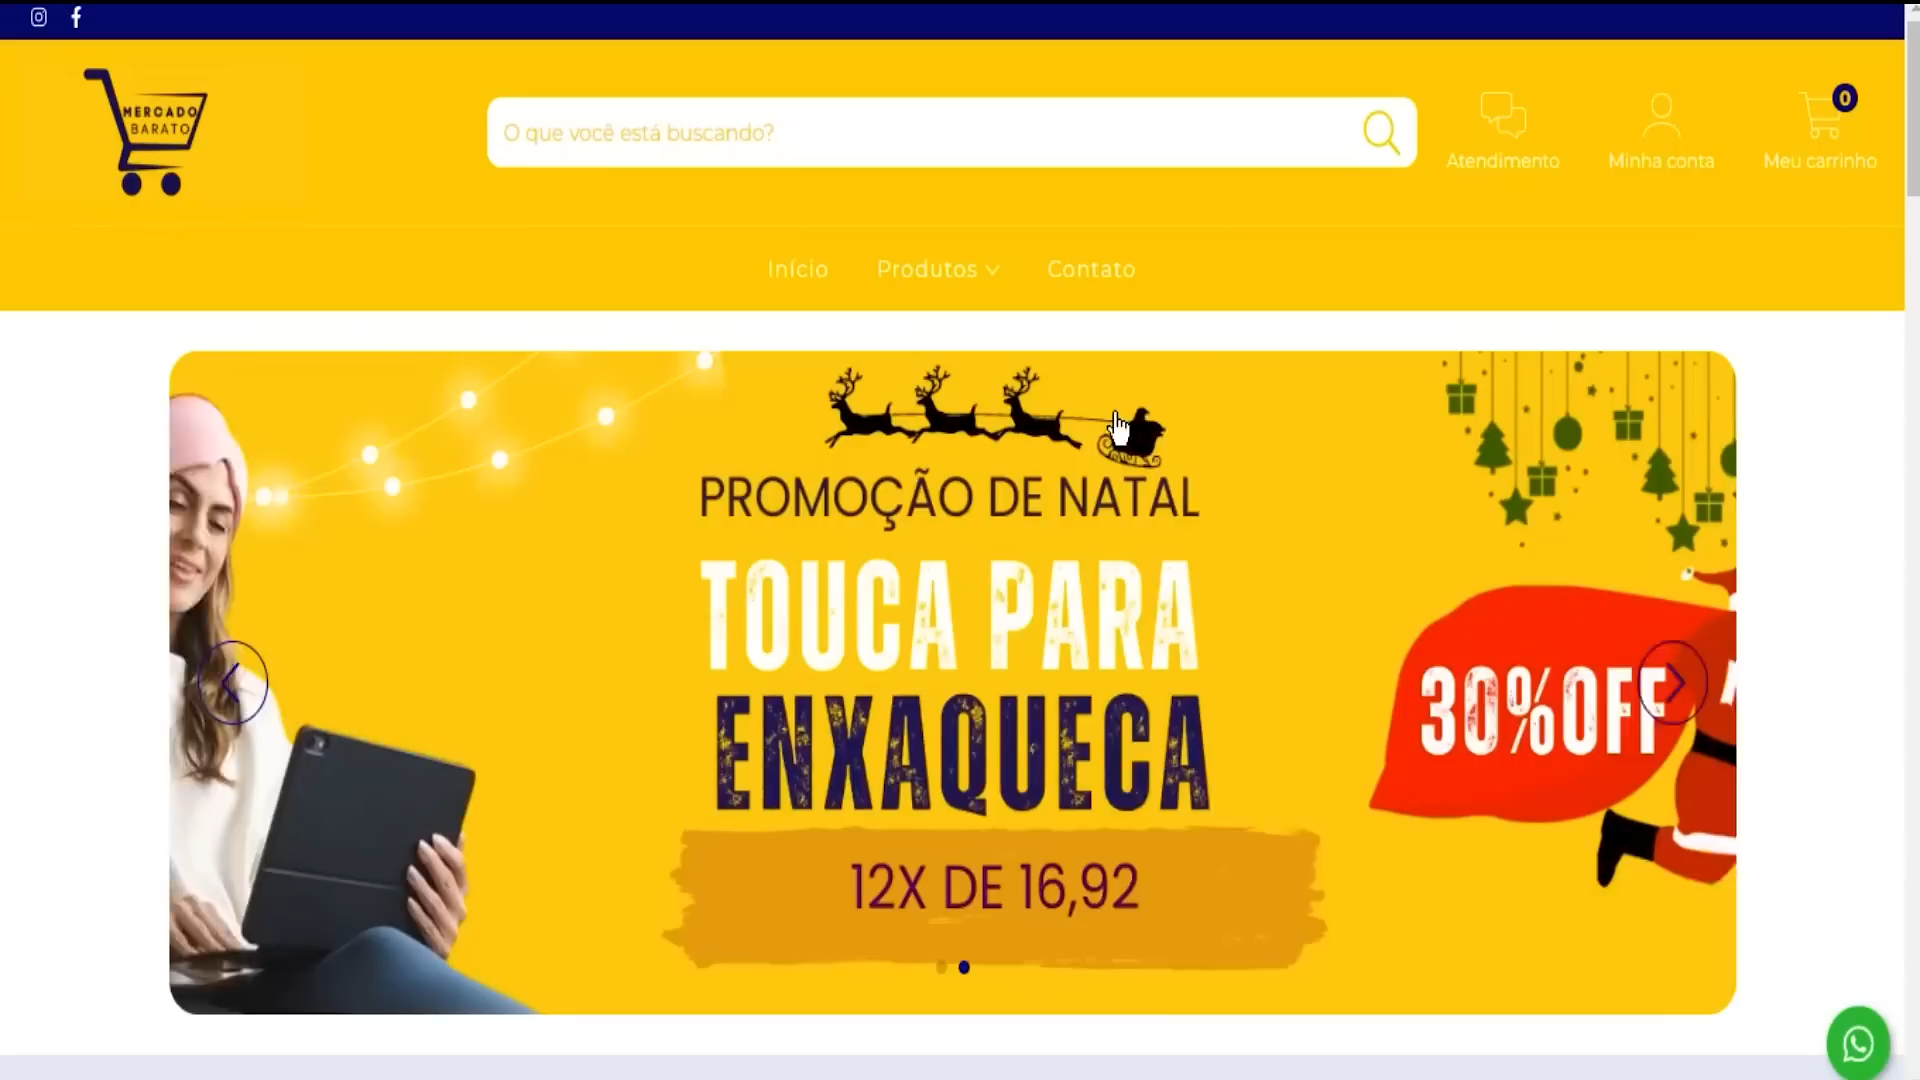 MERCADO
BARATO
O que você está buscando?
Atendimento
Minha conta
0
Meu carrinho
Início
Produtos
Contato
PROMOÇÃO DE NATAL
TOUCA PARA
ENXAQUECA
30%OFF
12X DE 16,92